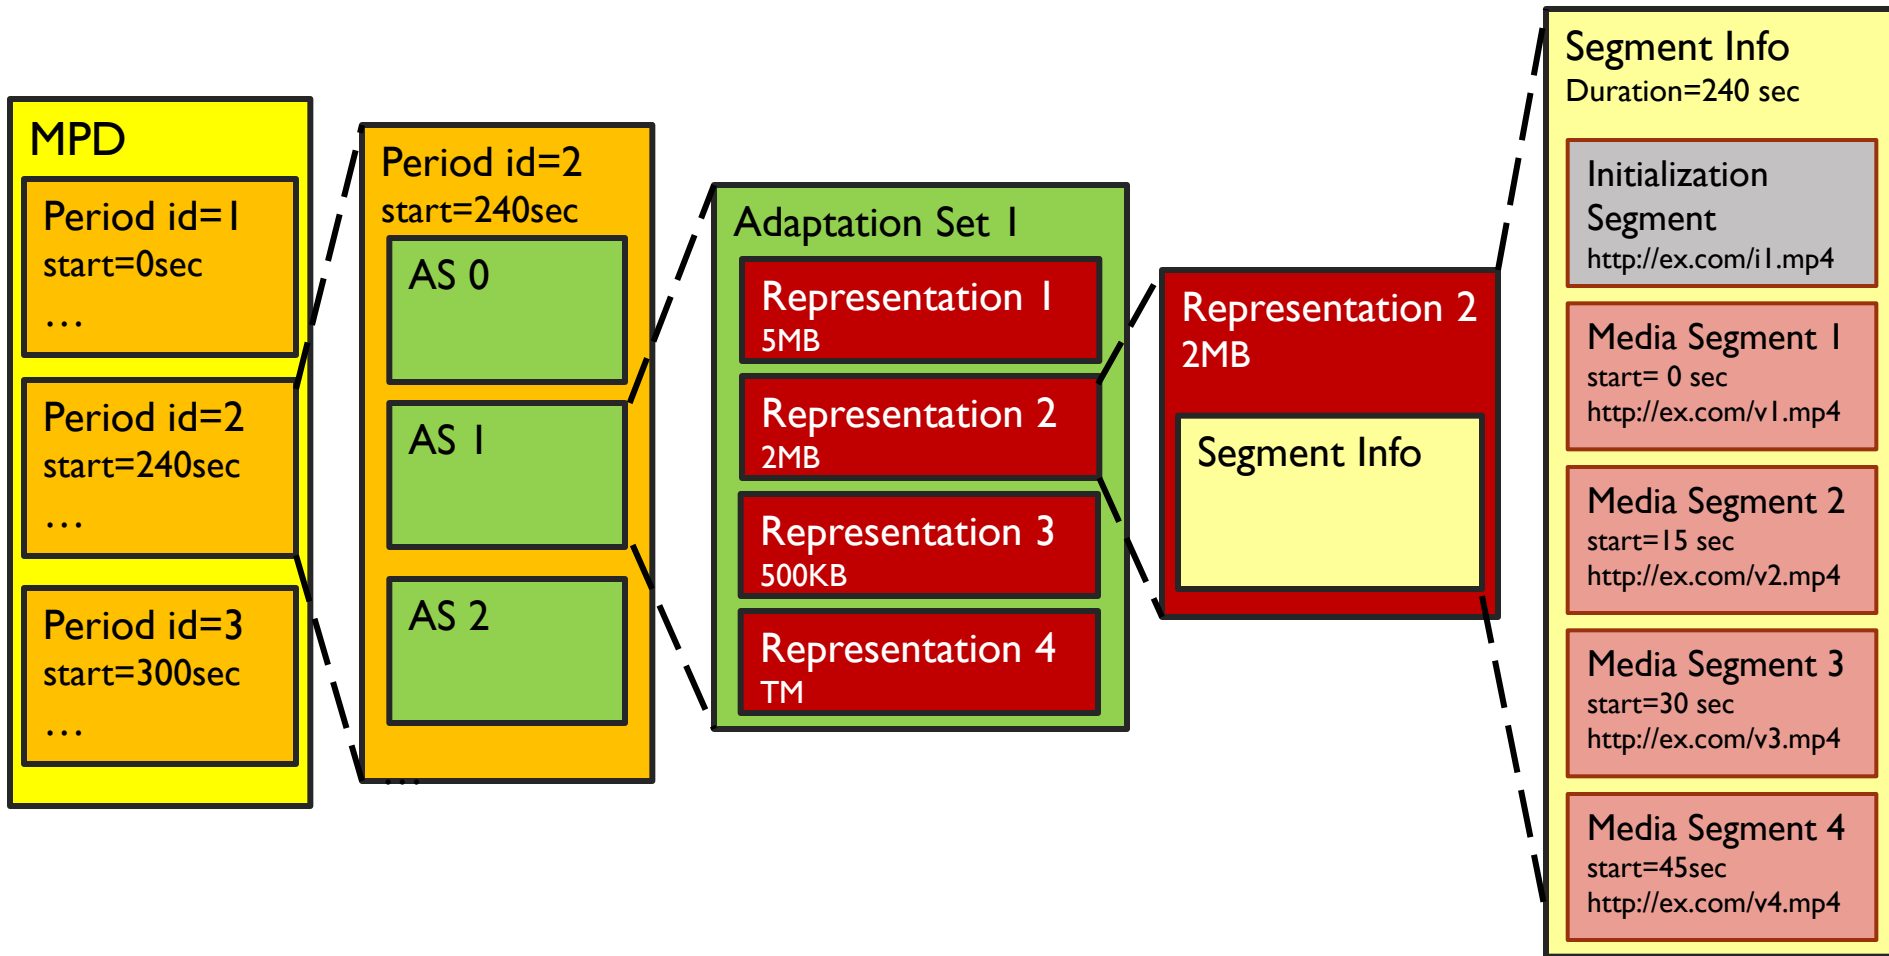 MPD
Period id=1
start=0sec
…
Period id=2
start=240sec
…
Period id=3
start=300sec
…
Period id=2
start=240sec
AS 0
AS 1
AS 2
…
Adaptation Set 1
Representation 1
5MB
Representation 2
2MB
Representation 3
500KB
Representation 4
TM
Representation 2
2MB
Segment Info
Segment Info
Duration=240 sec
Initialization
Segment
http://ex.com/i1.mp4
Media Segment 1
start= 0 sec
http://ex.com/v1.mp4
Media Segment 2
start=15 sec
http://ex.com/v2.mp4
Media Segment 3
start=30 sec
http://ex.com/v3.mp4
Media Segment 4
start=45sec
http://ex.com/v4.mp4